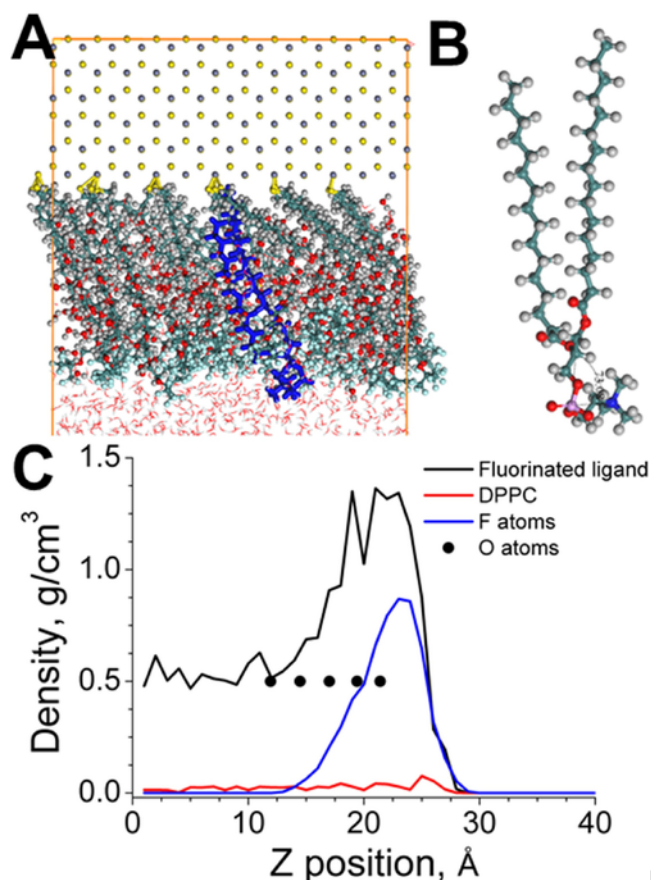 A
B
C
1.5
1.0
0.5
0.0
Density, g/cm³
Fluorinated ligand
DPPC
F atoms
O atoms
0 10 20 30 40
Z position, Å